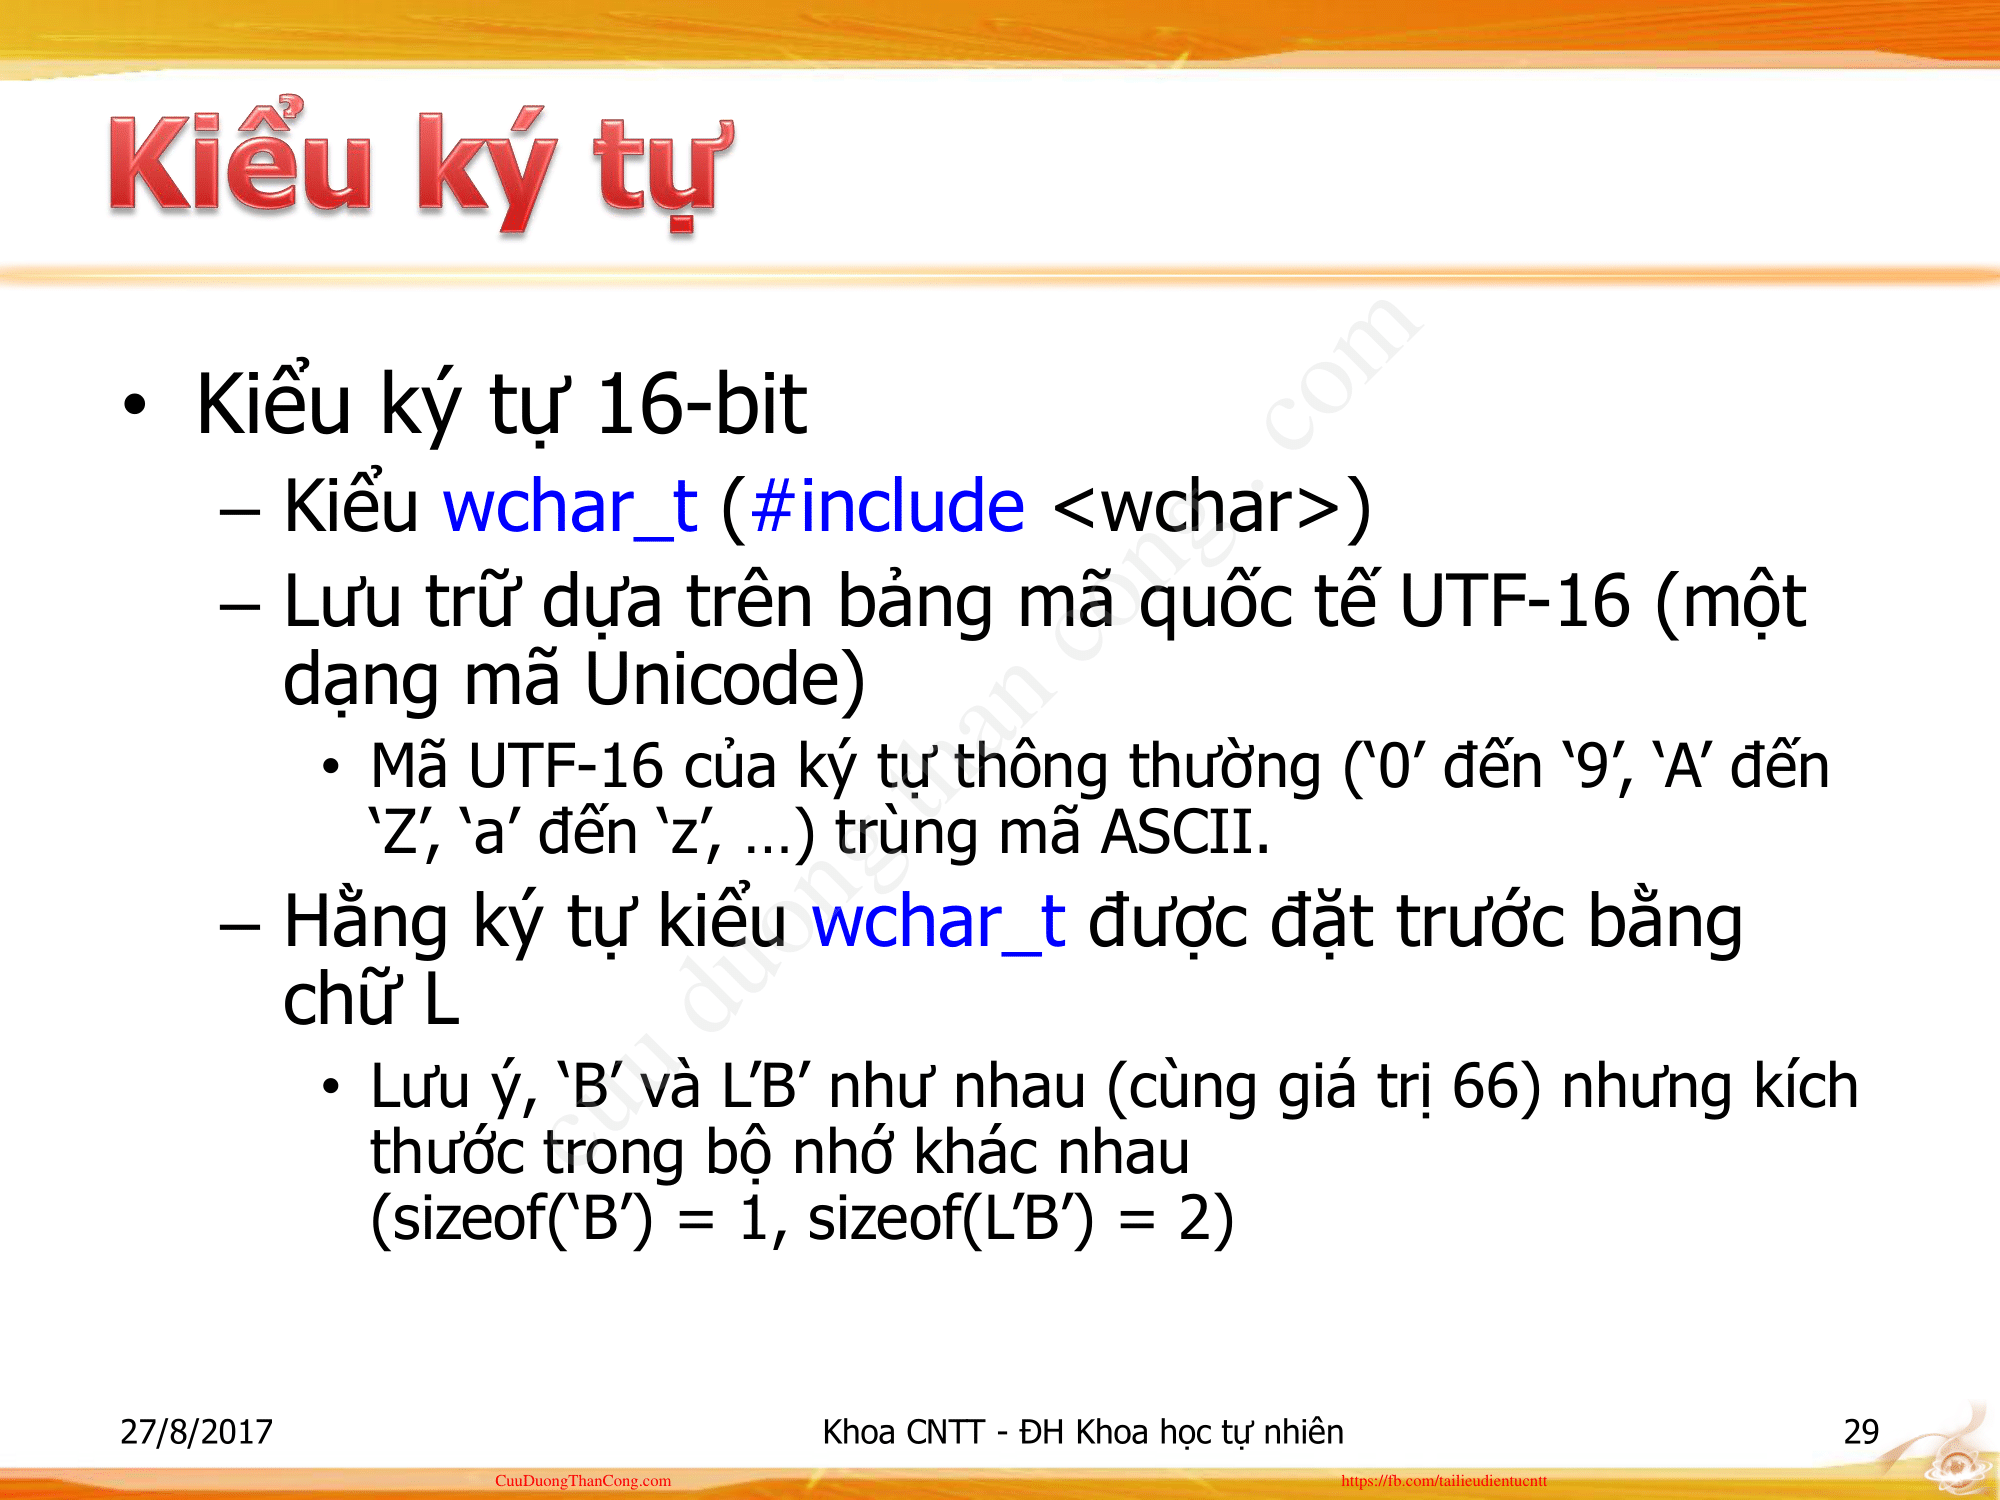 Kiểu ký tự
• Kiểu ký tự 16-bit
– Kiểu wchar_t (#include <wchar>)
– Lưu trữ dựa trên bảng mã quốc tế UTF-16 (một
dạng mã Unicode)
• Mã UTF-16 của ký tự thông thường (‘0’ đến ‘9’, ‘A’ đến
‘Z’, ‘a’ đến ‘z’, …) trùng mã ASCII.
– Hằng ký tự kiểu wchar_t được đặt trước bằng
chữ L
• Lưu ý, ‘B’ và L’B’ như nhau (cùng giá trị 66) nhưng kích
thước trong bộ nhớ khác nhau
(sizeof(‘B’) = 1, sizeof(L’B’) = 2)
cuu duong than cong . com
27/8/2017
Khoa CNTT - ĐH Khoa học tự nhiên
29
CuuDuongThanCong.com
https://fb.com/tailieudientucntt